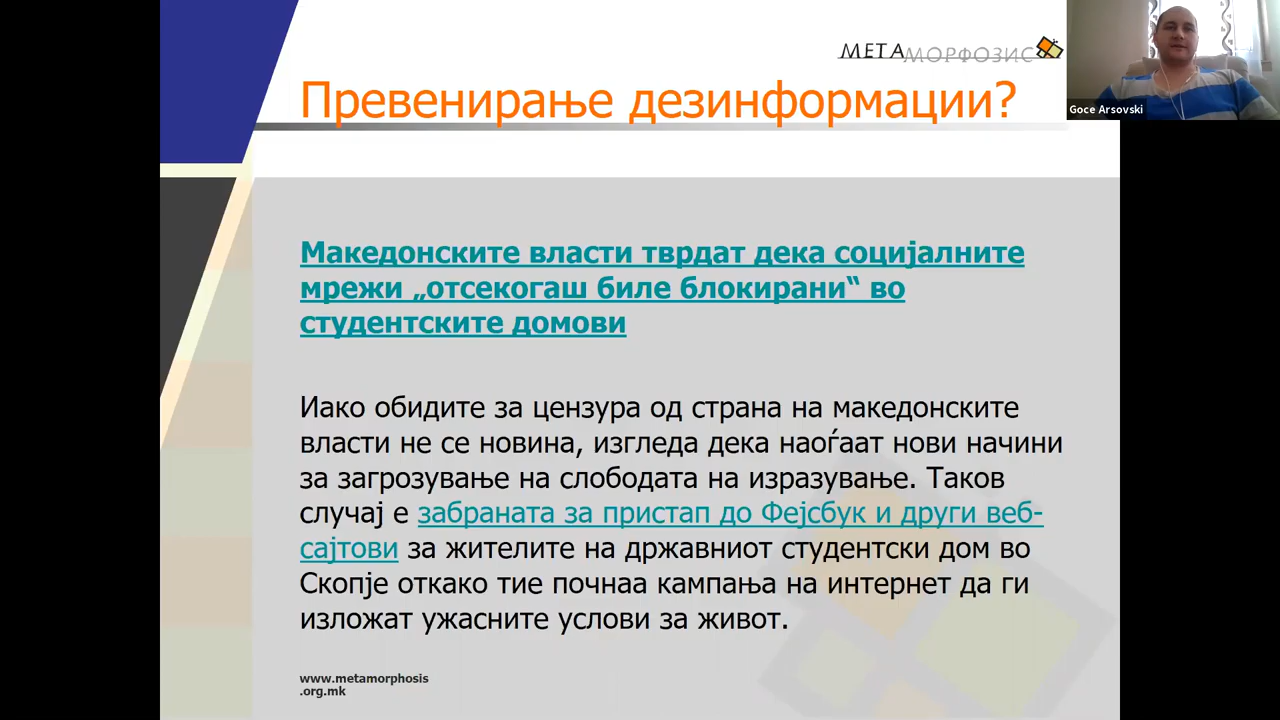 МЕТАМОРФОЗИС
Goce Arsovski
Превенирање дезинформации?
Македонските власти тврдат дека социјалните
мрежи „отсекогаш биле блокирани“ во
студентските домови
Иако обидите за цензура од страна на македонските
власти не се новина, изгледа дека наоѓаат нови начини
за загрозување на слободата на изразување. Таков
случај е забраната за пристап до Фејсбук и други веб-
сајтови за жителите на државниот студентски дом во
Скопје откако тие почнаа кампања на интернет да ги
изложат ужасните услови за живот.
www.metamorphosis
.org.mk